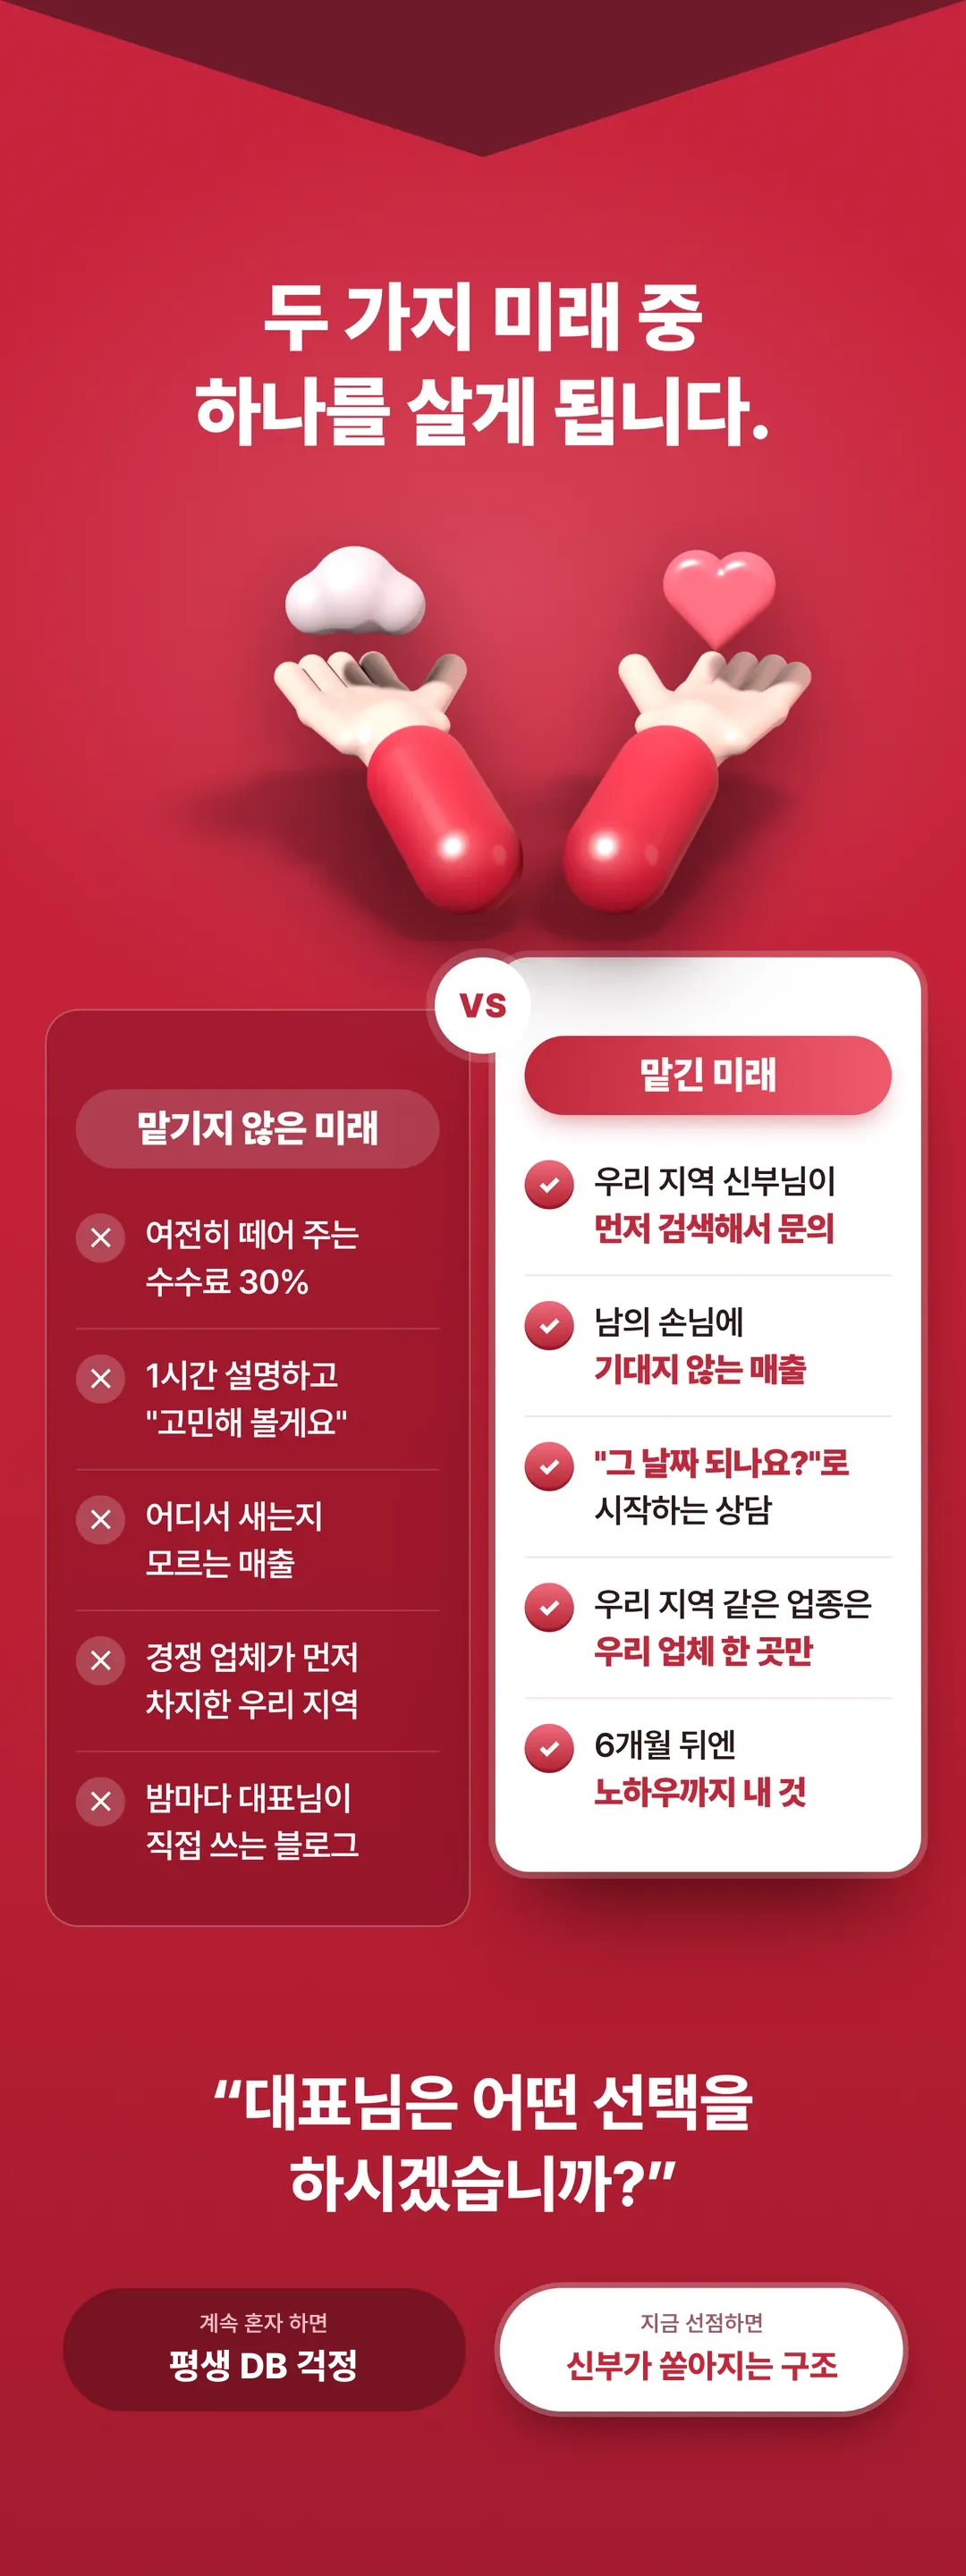 두 가지 미래 중
하나를 살게 됩니다.
VS
맡기지 않은 미래
여전히 떼어 주는
수수료 30%
1시간 설명하고
"고민해 볼게요"
어디서 새는지
모르는 매출
경쟁 업체가 먼저
차지한 우리 지역
밤마다 대표님이
직접 쓰는 블로그
맡긴 미래
우리 지역 신부님이
먼저 검색해서 문의
남의 손님에
기대지 않는 매출
"그 날짜 되나요?"로
시작하는 상담
우리 지역 같은 업종은
우리 업체 한 곳만
6개월 뒤엔
노하우까지 내 것
“대표님은 어떤 선택을
하시겠습니까?”
계속 혼자 하면
평생 DB 걱정
지금 선점하면
신부가 쏟아지는 구조